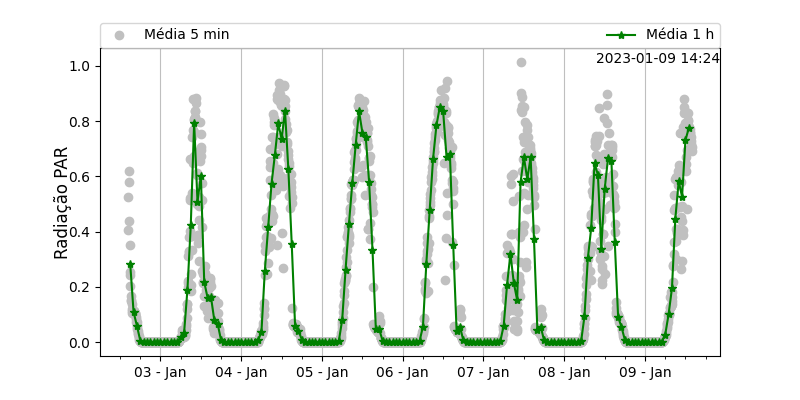 Média 5 min
Média 1 h
2023-01-09 14:24
Radiação PAR
1.0
0.8
0.6
0.4
0.2
0.0
03 - Jan
04 - Jan
05 - Jan
06 - Jan
07 - Jan
08 - Jan
09 - Jan